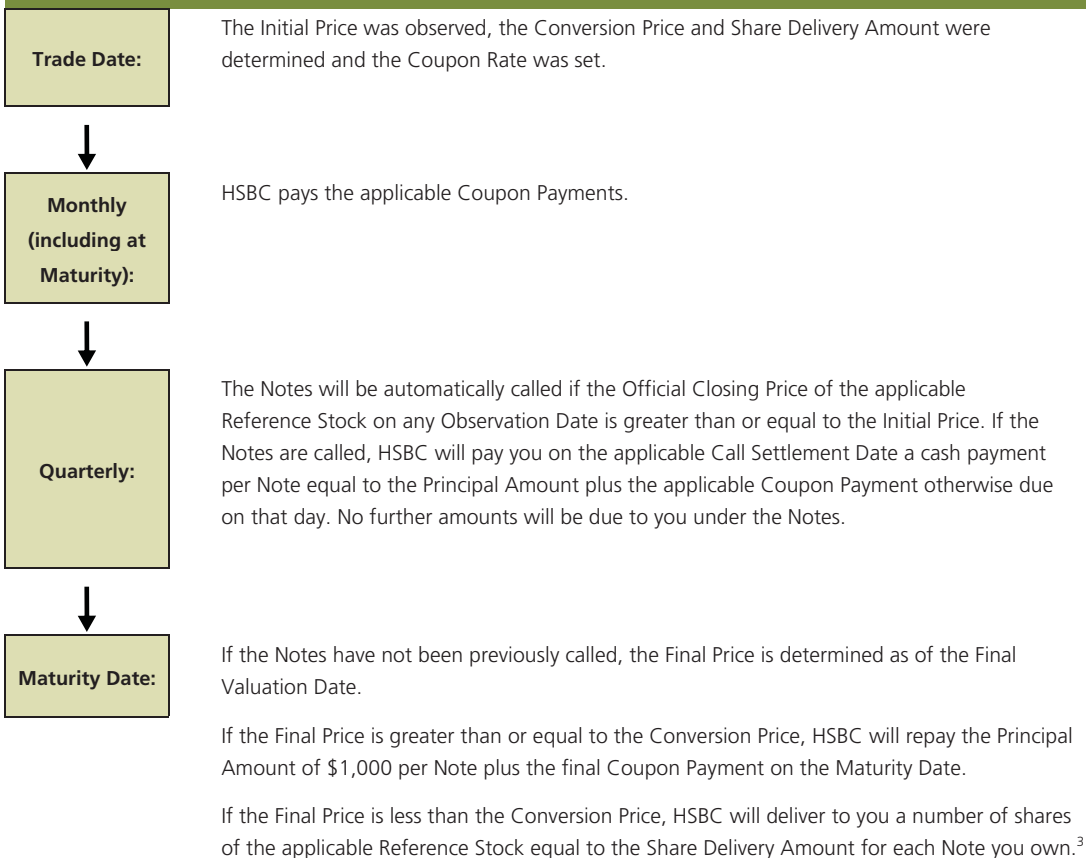 Trade Date:
The Initial Price was observed, the Conversion Price and Share Delivery Amount were
determined and the Coupon Rate was set.
Monthly
(including at
Maturity):
HSBC pays the applicable Coupon Payments.
Quarterly:
The Notes will be automatically called if the Official Closing Price of the applicable
Reference Stock on any Observation Date is greater than or equal to the Initial Price. If the
Notes are called, HSBC will pay you on the applicable Call Settlement Date a cash payment
per Note equal to the Principal Amount plus the applicable Coupon Payment otherwise due
on that day. No further amounts will be due to you under the Notes.
Maturity Date:
If the Notes have not been previously called, the Final Price is determined as of the Final
Valuation Date.
If the Final Price is greater than or equal to the Conversion Price, HSBC will repay the Principal
Amount of $1,000 per Note plus the final Coupon Payment on the Maturity Date.
If the Final Price is less than the Conversion Price, HSBC will deliver to you a number of shares
of the applicable Reference Stock equal to the Share Delivery Amount for each Note you own.³